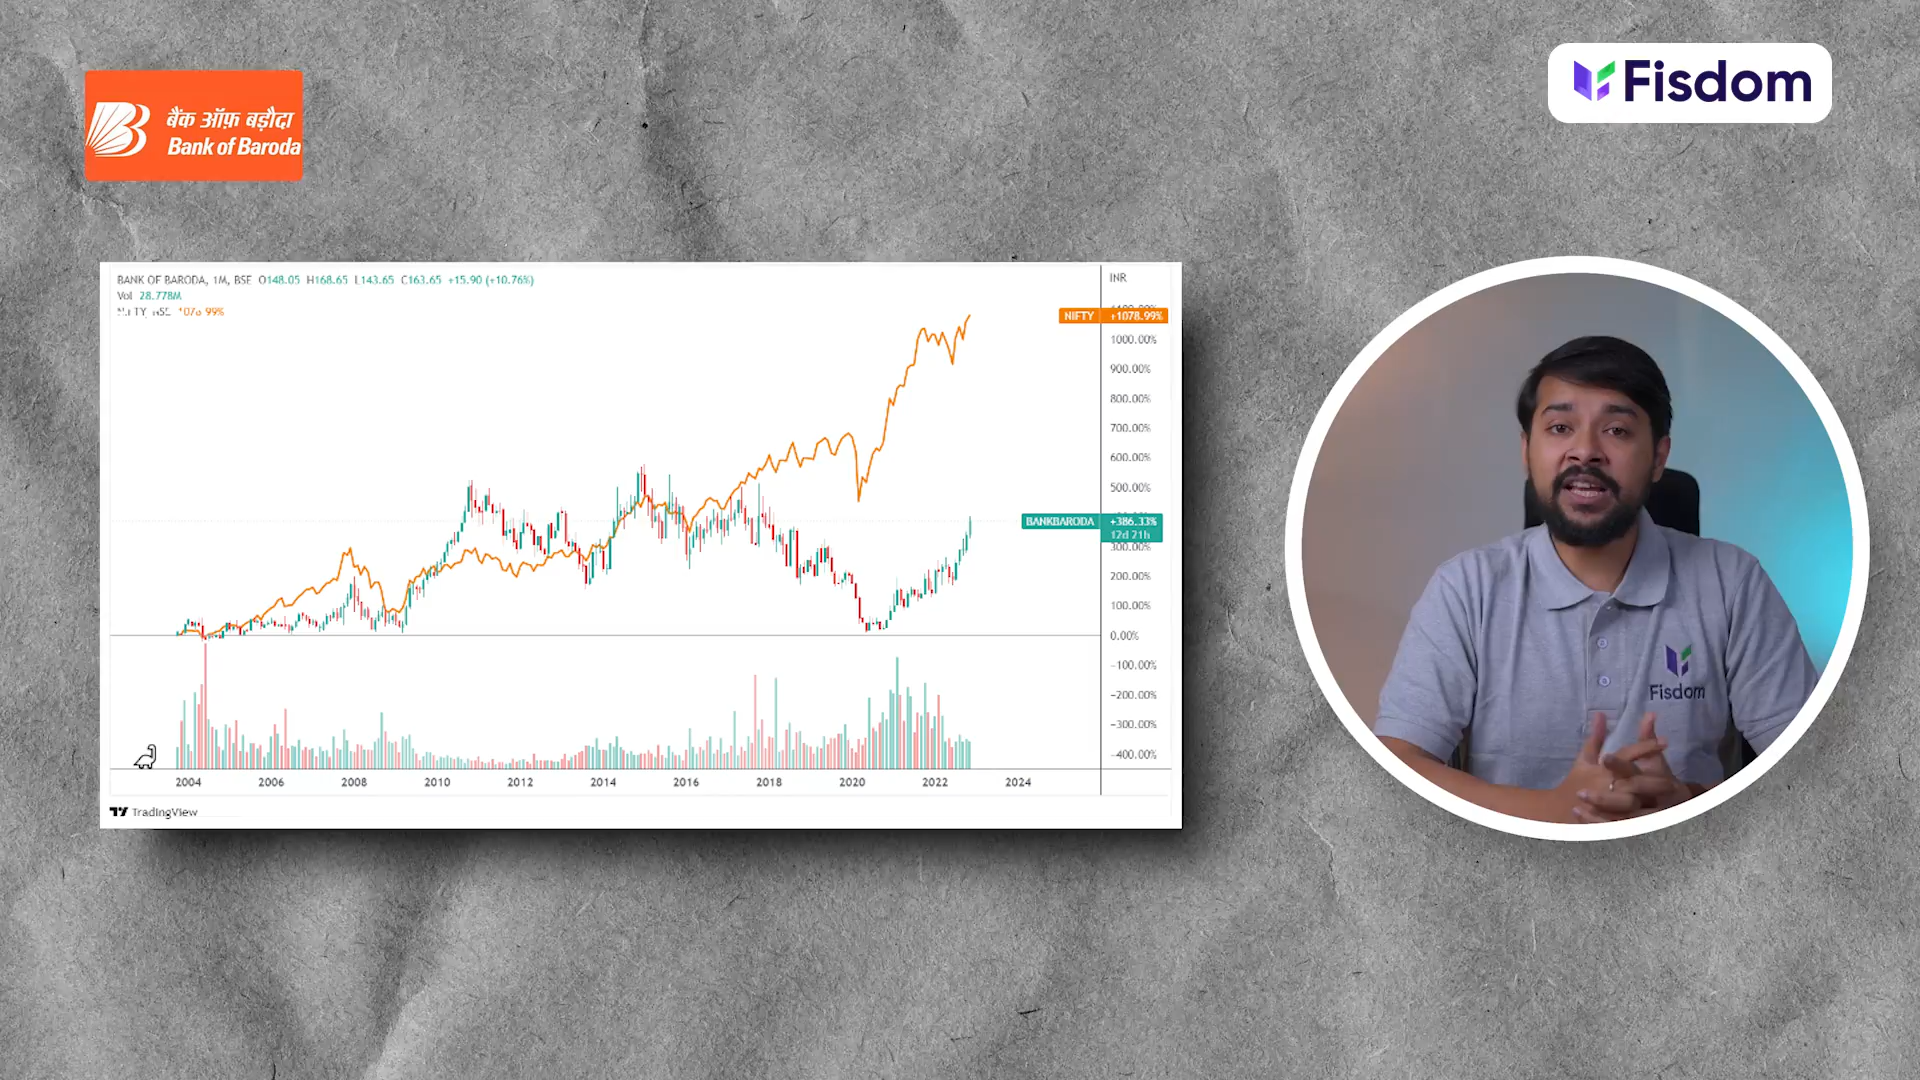 बैंक ऑफ़ बड़ौदा
Bank of Baroda
Fisdom
BANK OF BARODA, 1M, BSE O148.05 H168.65 L143.65 C163.65 +15.90 (+10.76%)
Vol 28.778M
INR
NIFTY +1078.99%
1000.00%
900.00%
800.00%
700.00%
600.00%
500.00%
BANKBARODA +386.33%
12d 21h
300.00%
200.00%
100.00%
0.00%
-100.00%
-200.00%
-300.00%
-400.00%
2004 2006 2008 2010 2012 2014 2016 2018 2020 2022 2024
TradingView
Fisdom